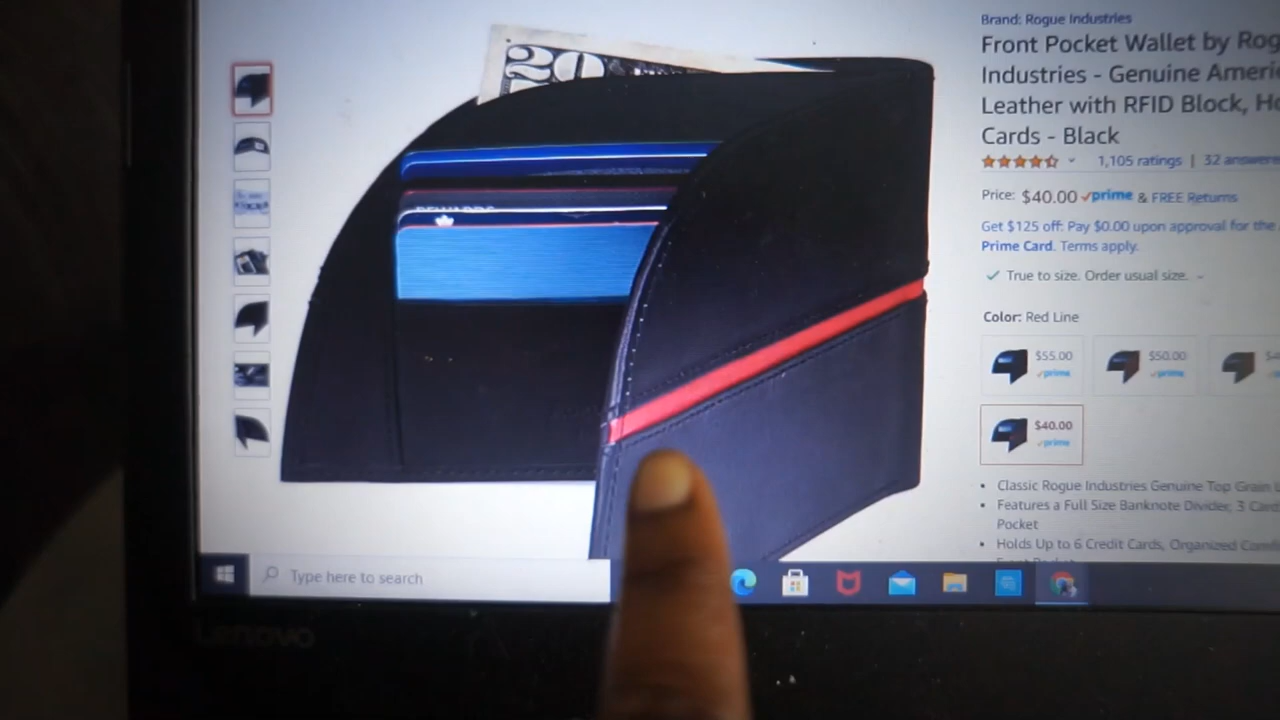 20
REWARDS
Brand: Rogue Industries
Front Pocket Wallet by Rog
Industries - Genuine Ameri
Leather with RFID Block, Ho
Cards - Black
1,105 ratings | 32 answere
Price: $40.00 prime & FREE Returns
Get $125 off: Pay $0.00 upon approval for the
Prime Card. Terms apply.
True to size. Order usual size.
Color: Red Line
$55.00
prime
$50.00
prime
$40.00
prime
• Classic Rogue Industries Genuine Top Grain L
• Features a Full Size Banknote Divider, 3 Card
Pocket
• Holds Up to 6 Credit Cards, Organized Comf
Type here to search
Lenovo